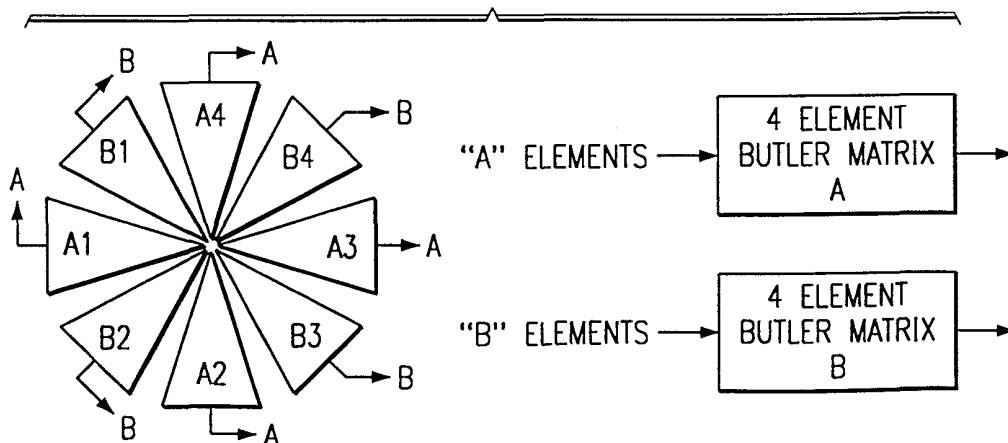 A
B
A4
B
B1
B4
"A" ELEMENTS
4 ELEMENT
BUTLER MATRIX
A
A
A1
A3
A
"B" ELEMENTS
4 ELEMENT
BUTLER MATRIX
B
B2
B3
A2
B
B
A